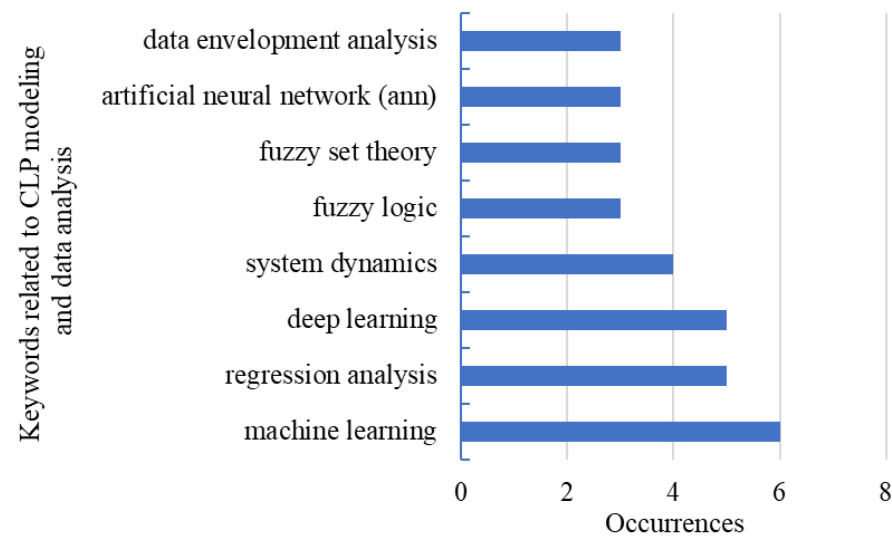 Keywords related to CLP modeling
and data analysis
data envelopment analysis
artificial neural network (ann)
fuzzy set theory
fuzzy logic
system dynamics
deep learning
regression analysis
machine learning
0 2 4 6 8
Occurrences